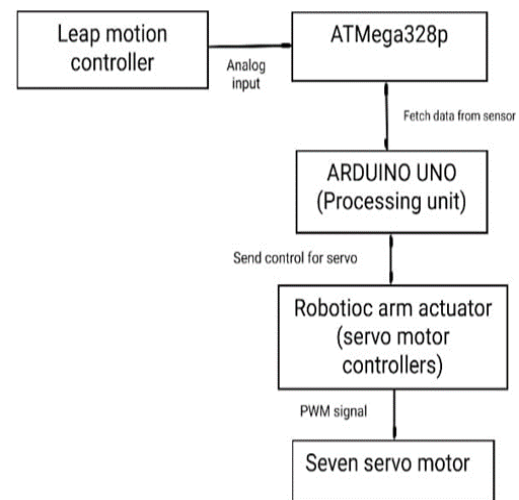 Leap motion
controller
Analog
input
ATMega328p
Fetch data from sensor
ARDUINO UNO
(Processing unit)
Send control for servo
Robotioc arm actuator
(servo motor
controllers)
PWM signal
Seven servo motor